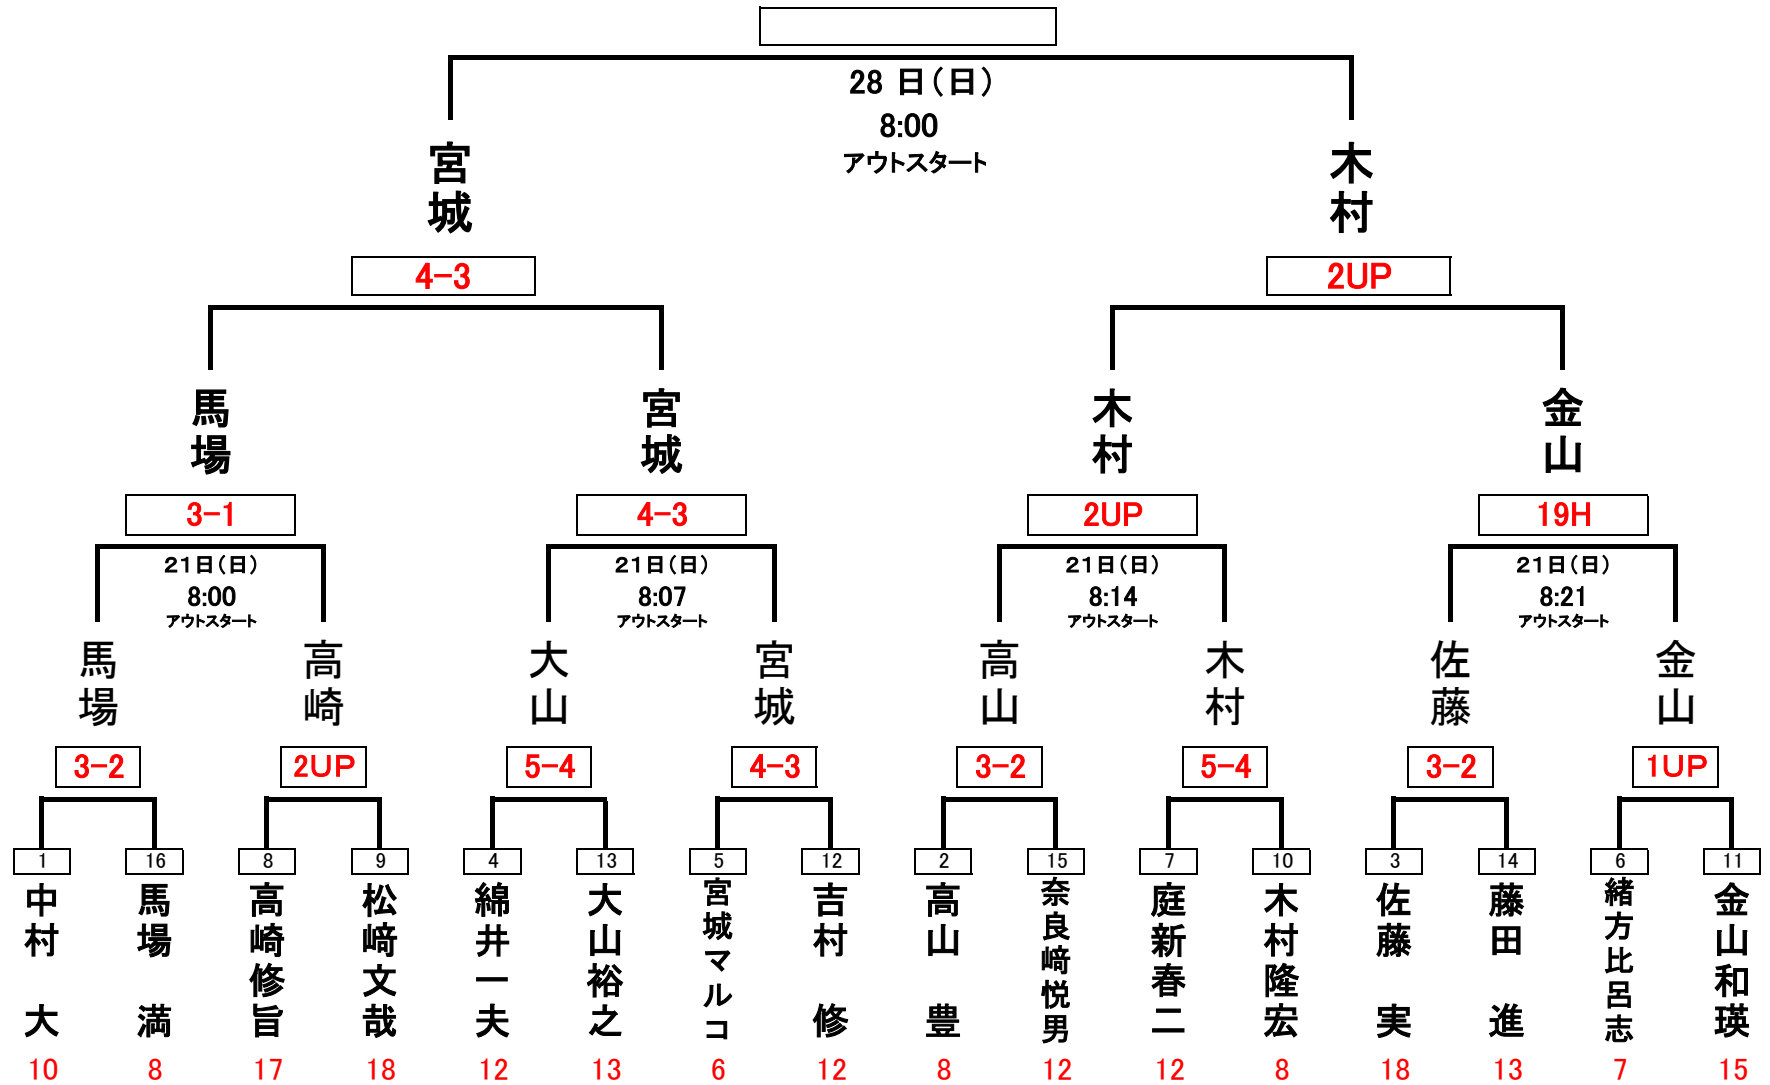 28 日(日)
8:00
アウトスタート
宮城
木村
4-3
2UP
馬場
宮城
木村
金山
3-1
4-3
2UP
19H
21日(日)
8:00
アウトスタート
21日(日)
8:07
アウトスタート
21日(日)
8:14
アウトスタート
21日(日)
8:21
アウトスタート
馬場
高崎
大山
宮城
高山
木村
佐藤
金山
3-2
2UP
5-4
4-3
3-2
5-4
3-2
1UP
1
16
8
9
4
13
5
12
2
15
7
10
3
14
6
11
中村 大
馬場 満
高崎修旨
松﨑文哉
綿井一夫
大山裕之
宮城マルコ
吉村 修
高山 豊
奈良﨑悦男
庭新春二
木村隆宏
佐藤 実
藤田 進
緒方比呂志
金山和瑛
10
8
17
18
12
13
6
12
8
12
12
8
18
13
7
15